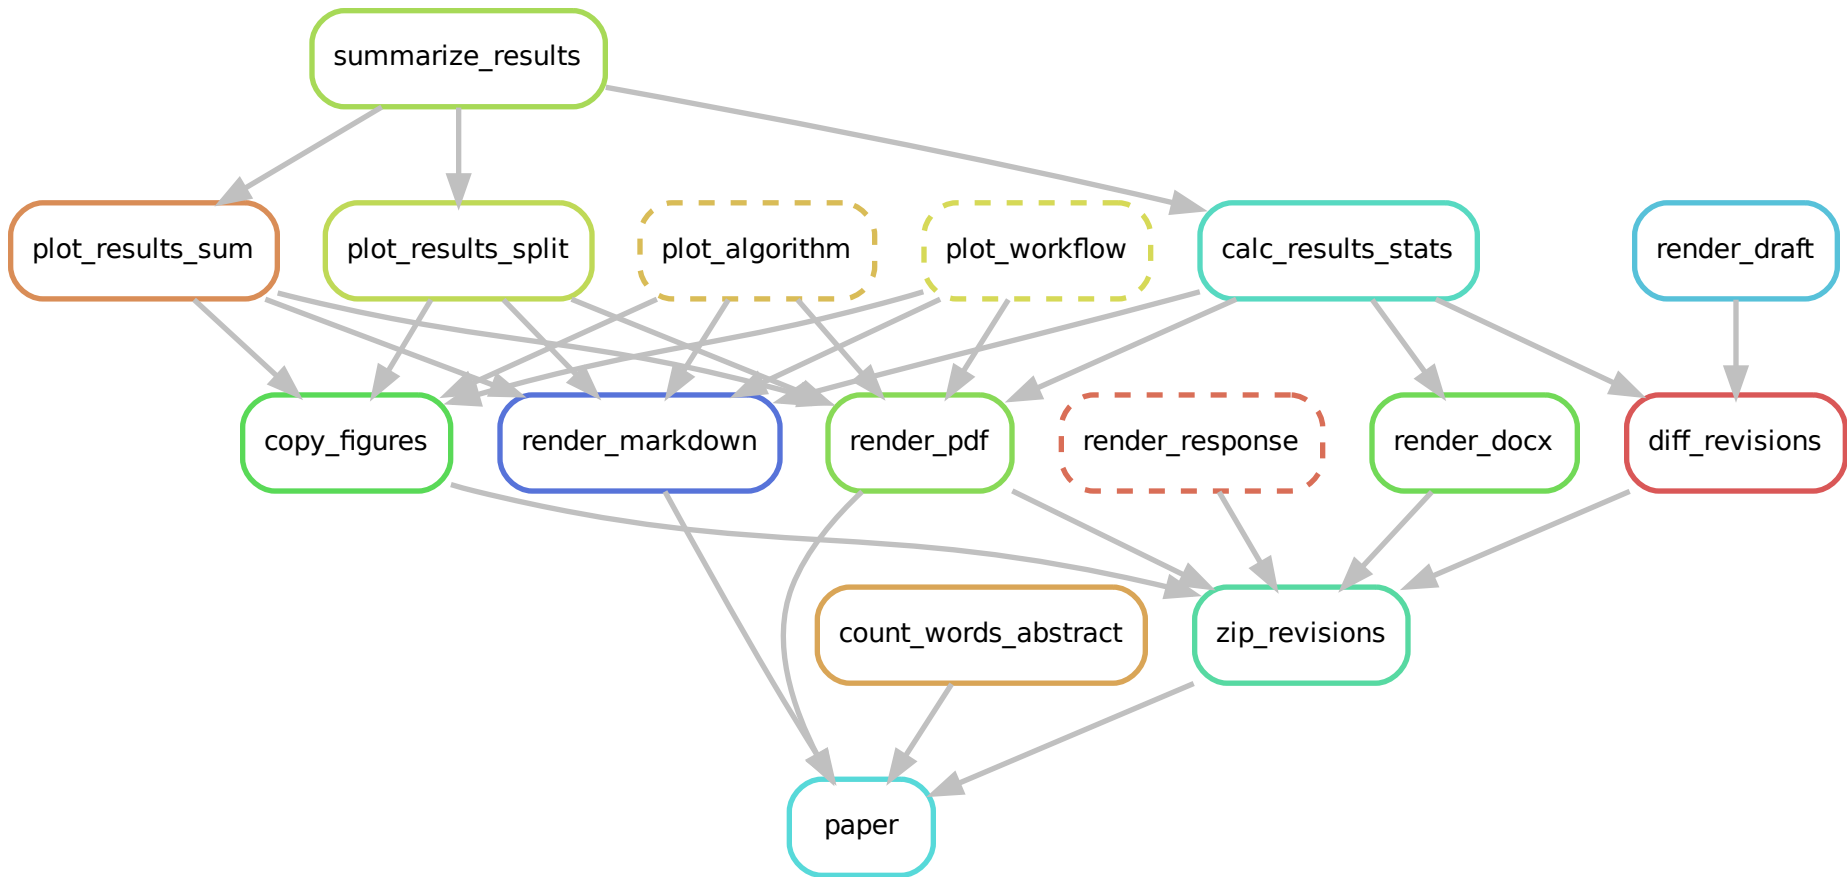 summarize_results
plot_results_sum
plot_results_split
plot_algorithm
plot_workflow
calc_results_stats
render_draft
copy_figures
render_markdown
render_pdf
render_response
render_docx
diff_revisions
count_words_abstract
zip_revisions
paper